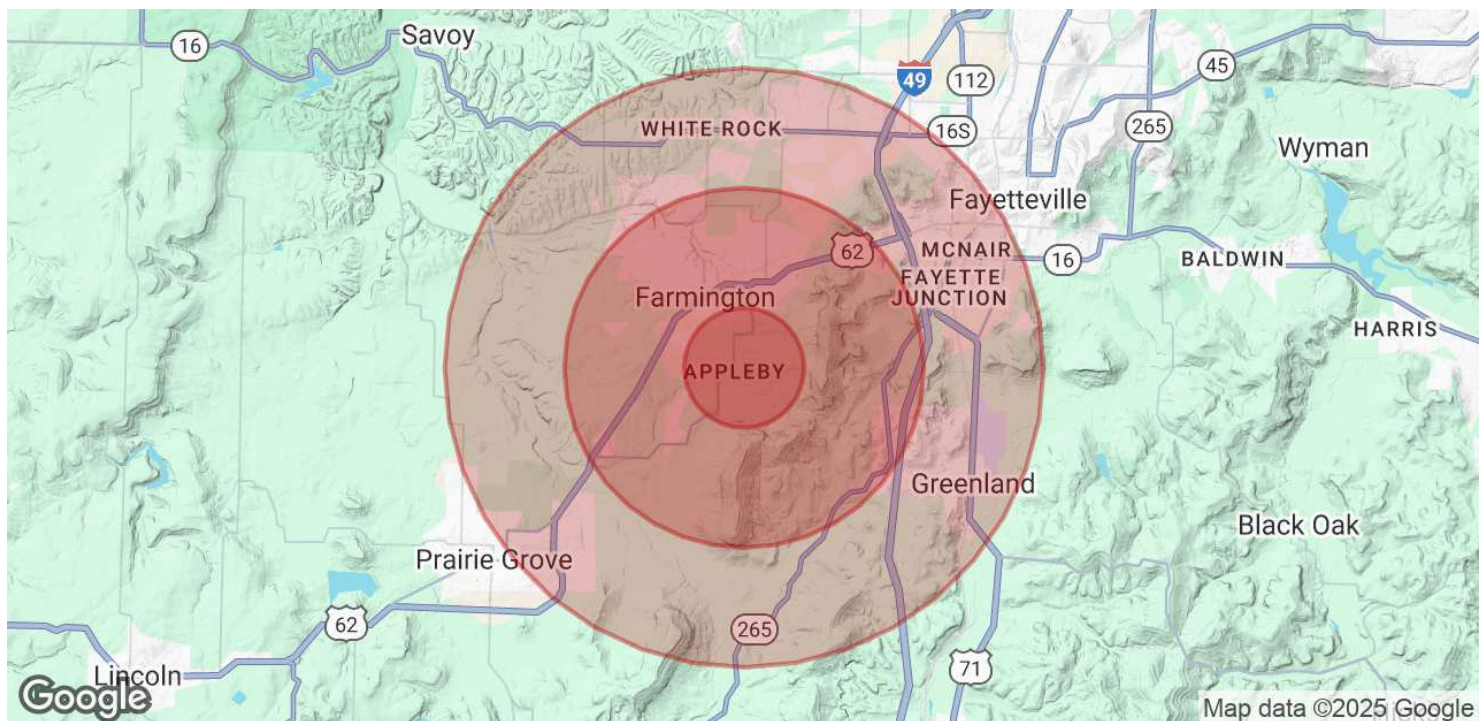 Savoy
16
49
112
45
WHITE ROCK
16S
265
Wyman
Fayetteville
62
MCNAIR
16
BALDWIN
FAYETTE
JUNCTION
Farmington
HARRIS
APPLEBY
Greenland
Black Oak
Prairie Grove
62
265
71
Lincoln
Google
Map data ©2025 Google